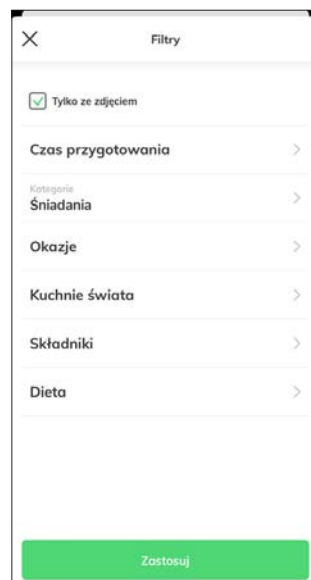 Filtry
Tylko ze zdjęciem
Czas przygotowania
Kategorie
Śniadania
Okazje
Kuchnie świata
Składniki
Dieta
Zastosuj